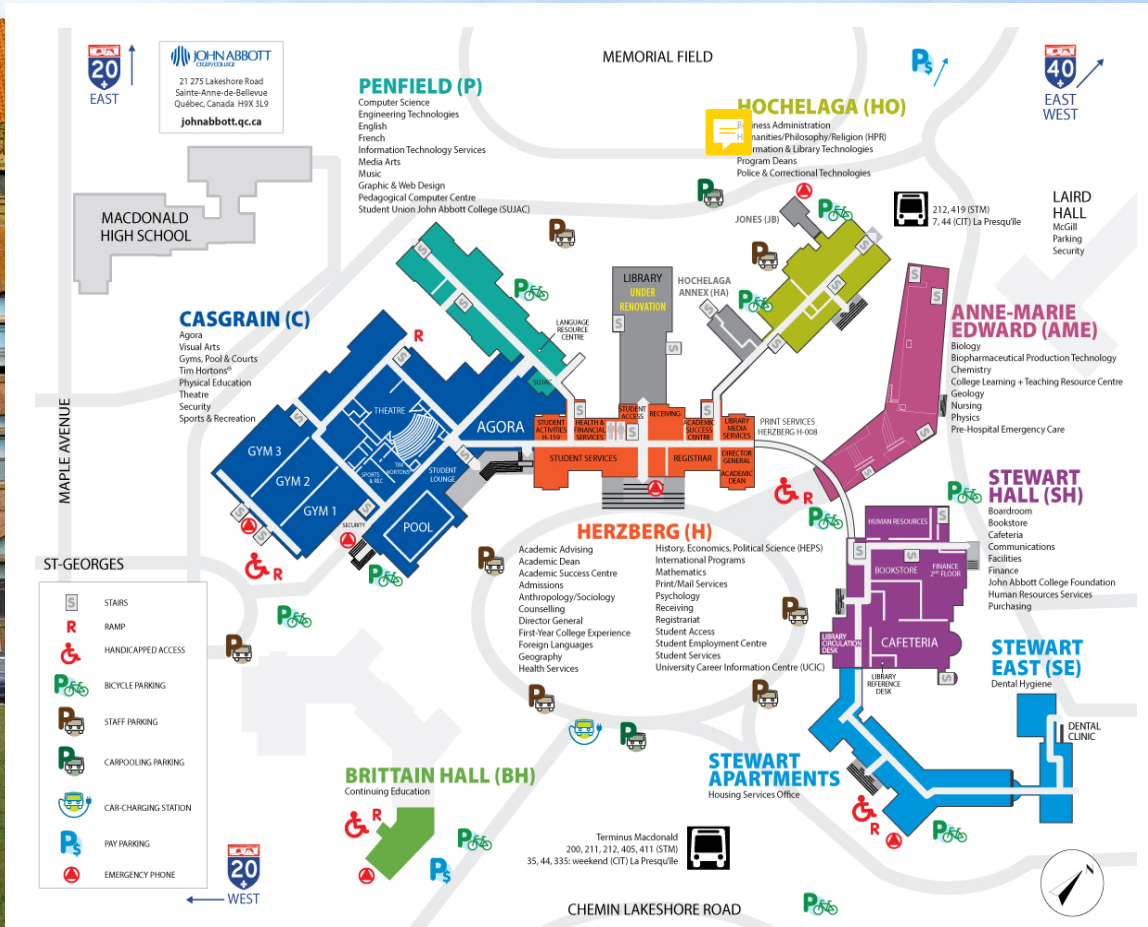 20
EAST
JOHN ABBOTT
CEGEP/COLLEGE
21 275 Lakeshore Road
Sainte-Anne-de-Bellevue
Québec, Canada H9X 3L9
johnabbott.qc.ca
MEMORIAL FIELD
P$
40
EAST
WEST
PENFIELD (P)
Computer Science
Engineering Technologies
English
French
Information Technology Services
Media Arts
Music
Graphic & Web Design
Pedagogical Computer Centre
Student Union John Abbott College (SUJAC)
HOCHELAGA (HO)
Business Administration
Humanities/Philosophy/Religion (HPR)
Information & Library Technologies
Program Deans
Police & Correctional Technologies
MACDONALD
HIGH SCHOOL
JONES (JB)
212, 419 (STM)
7, 44 (CIT) La Presqu'île
LAIRD
HALL
McGill
Parking
Security
LIBRARY
UNDER
RENOVATION
HOCHELAGA
ANNEX (HA)
CASGRAIN (C)
Agora
Visual Arts
Gyms, Pool & Courts
Tim Hortons®
Physical Education
Theatre
Security
Sports & Recreation
R
LANGUAGE
RESOURCE
CENTRE
SUJAC
ANNE-MARIE
EDWARD (AME)
Biology
Biopharmaceutical Production Technology
Chemistry
College Learning + Teaching Resource Centre
Geology
Nursing
Physics
Pre-Hospital Emergency Care
MAPLE AVENUE
THEATRE
AGORA
GYM 3
GYM 2
GYM 1
SPORTS
& REC
TIM
HORTONS®
STUDENT
LOUNGE
POOL
SECURITY
STUDENT
ACTIVITIES
H-159
HEALTH &
FINANCIAL
SERVICES
STUDENT
ACCESS
RECEIVING
ACADEMIC
SUCCESS
CENTRE
LIBRARY
MEDIA
SERVICES
PRINT SERVICES
HERZBERG H-008
STUDENT SERVICES
REGISTRAR
DIRECTOR
GENERAL
ACADEMIC
DEAN
R
STEWART
HALL (SH)
Boardroom
Bookstore
Cafeteria
Communications
Facilities
Finance
John Abbott College Foundation
Human Resources Services
Purchasing
HUMAN RESOURCES
BOOKSTORE
FINANCE
2ND FLOOR
CAFETERIA
LIBRARY
CIRCULATION
DESK
LIBRARY
REFERENCE
DESK
HERZBERG (H)
Academic Advising
Academic Dean
Academic Success Centre
Admissions
Anthropology/Sociology
Counselling
Director General
First-Year College Experience
Foreign Languages
Geography
Health Services
History, Economics, Political Science (HEPS)
International Programs
Mathematics
Print/Mail Services
Psychology
Receiving
Registrariat
Student Access
Student Employment Centre
Student Services
University Career Information Centre (UCIC)
ST-GEORGES
R
S STAIRS
R RAMP
HANDICAPPED ACCESS
P BICYCLE PARKING
P STAFF PARKING
P CARPOOLING PARKING
CAR-CHARGING STATION
P$ PAY PARKING
EMERGENCY PHONE
STEWART
EAST (SE)
Dental Hygiene
DENTAL
CLINIC
STEWART
APARTMENTS
Housing Services Office
R
BRITTAIN HALL (BH)
Continuing Education
R
P$
Terminus Macdonald
200, 211, 212, 405, 411 (STM)
35, 44, 335: weekend (CIT) La Presqu'île
20
WEST
CHEMIN LAKESHORE ROAD